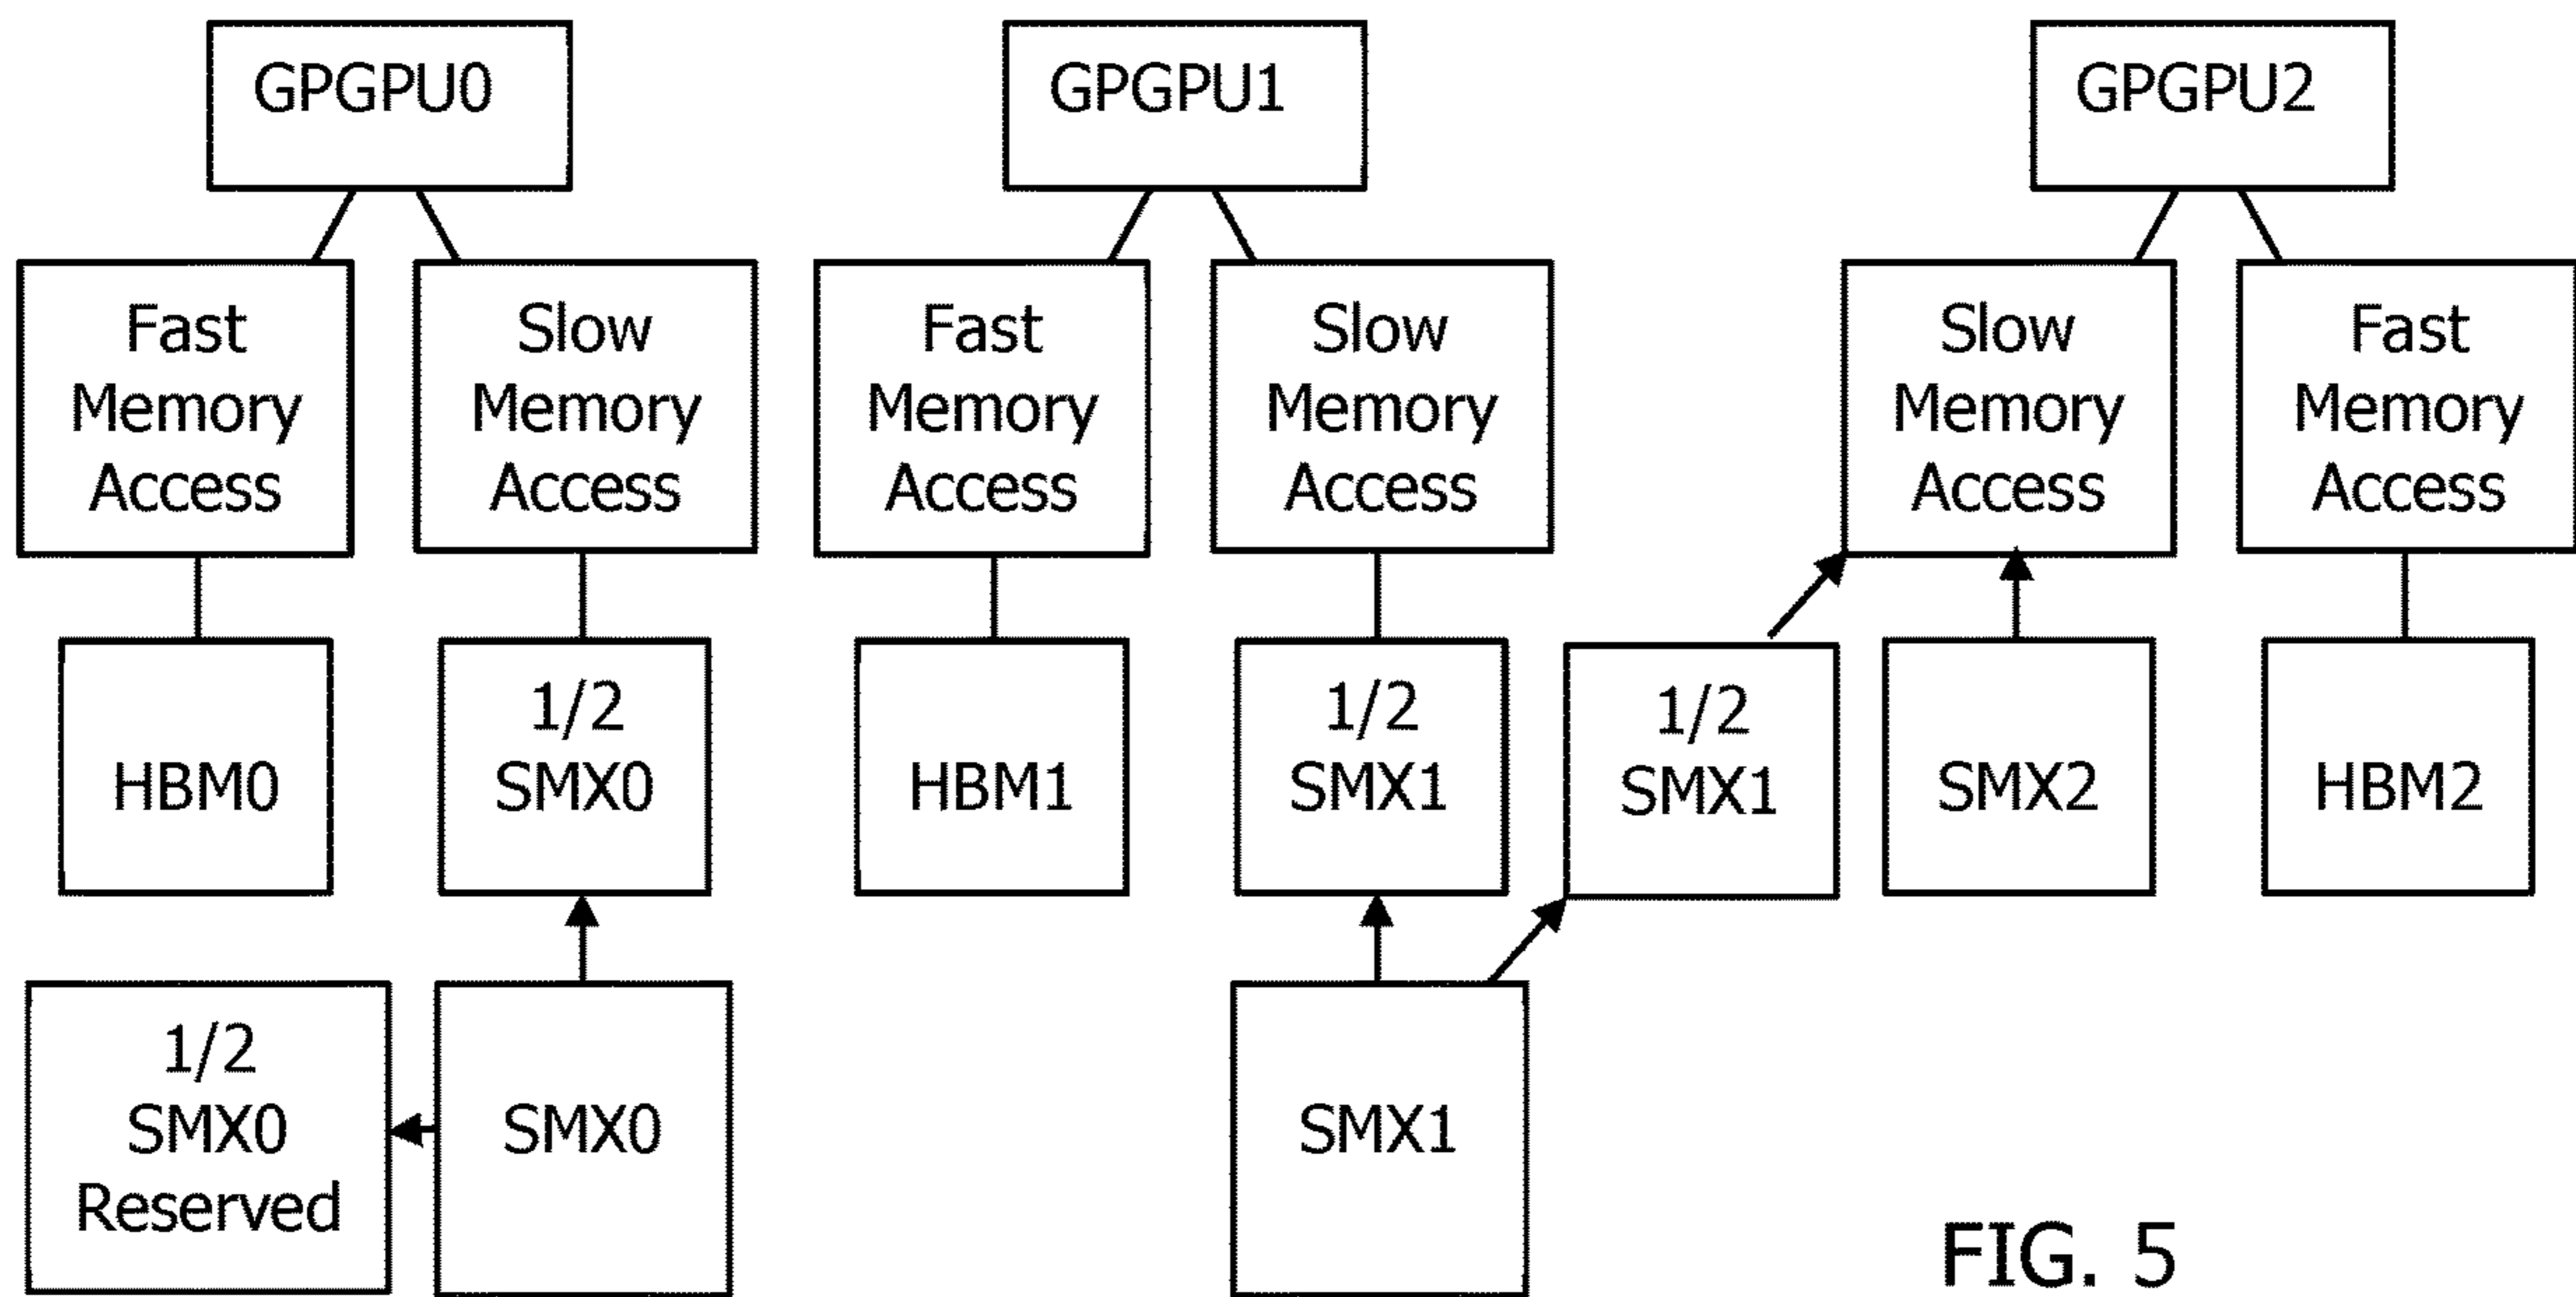 GPGPU0
GPGPU1
GPGPU2
Fast
Memory
Access
Slow
Memory
Access
Fast
Memory
Access
Slow
Memory
Access
Slow
Memory
Access
Fast
Memory
Access
HBM0
1/2
SMX0
HBM1
1/2
SMX1
1/2
SMX1
SMX2
HBM2
1/2
SMX0
Reserved
SMX0
SMX1
FIG. 5